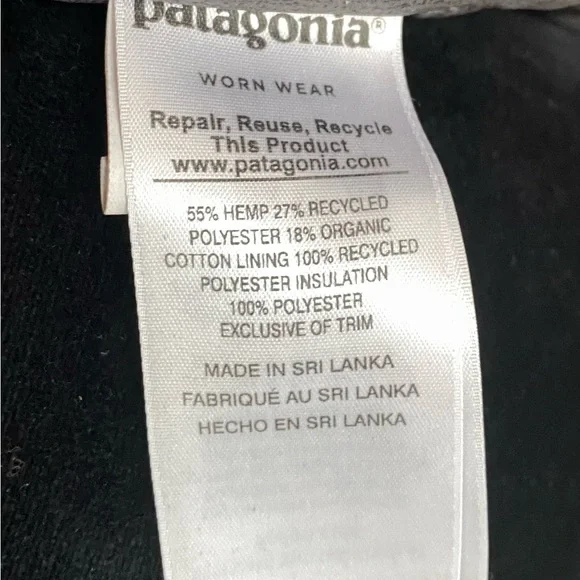 patagonia®
WORN WEAR
Repair, Reuse, Recycle
This Product
www.patagonia.com
55% HEMP 27% RECYCLED
POLYESTER 18% ORGANIC
COTTON LINING 100% RECYCLED
POLYESTER INSULATION
100% POLYESTER
EXCLUSIVE OF TRIM
MADE IN SRI LANKA
FABRIQUÉ AU SRI LANKA
HECHO EN SRI LANKA